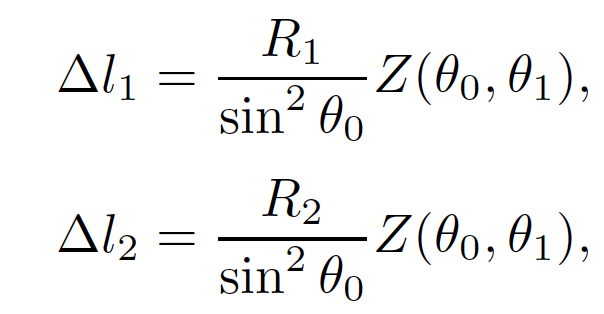 Δl₁ = R₁ / sin² θ₀ Z(θ₀, θ₁),
Δl₂ = R₂ / sin² θ₀ Z(θ₀, θ₁),